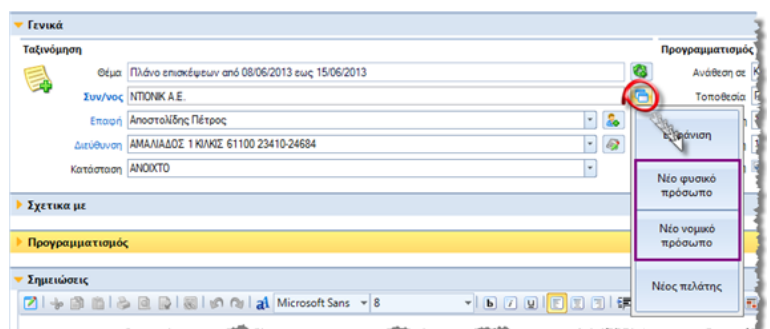 Γενικά
Ταξινόμηση
Προγραμματισμός
Θέμα Πλάνο επισκέψεων από 08/06/2013 εως 15/06/2013
Ανάθεση σε
Συν/νος ΝΤΙΟΝΙΚ Α.Ε.
Τοποθεσία
Επαφή Αποστολίδης Πέτρος
Διεύθυνση ΑΜΑΛΙΑΔΟΣ 1 ΚΙΛΚΙΣ 61100 23410-24684
Κατάσταση ΑΝΟΙΧΤΟ
Νέο φυσικό
πρόσωπο
Νέο νομικό
πρόσωπο
Νέος πελάτης
Σχετικα με
Προγραμματισμός
Σημειώσεις
Microsoft Sans 8
b i u